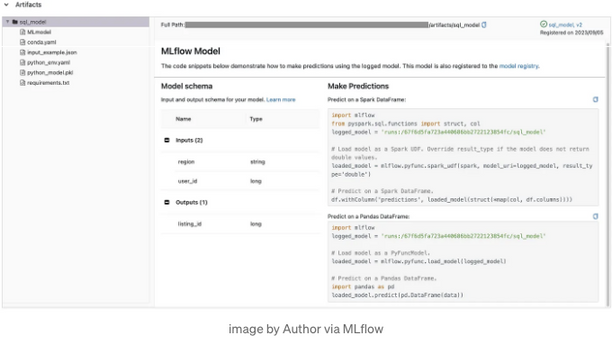 Artifacts
sql_model
MLmodel
conda.yaml
input_example.json
python_env.yaml
python_model.pkl
requirements.txt
Full Path:
/artifacts/sql_model
sql_model, v2
Registered on 2023/09/05
MLflow Model
The code snippets below demonstrate how to make predictions using the logged model. This model is also registered to the model registry.
Model schema
Input and output schema for your model. Learn more
Name Type
Inputs (2)
region string
user_id long
Outputs (1)
listing_id long
Make Predictions
Predict on a Spark DataFrame:
import mlflow
from pyspark.sql.functions import struct, col
logged_model =
# Load model as a Spark UDF. Override result_type if the model does not return
double values.
loaded_model = mlflow.pyfunc.spark_udf(spark, model_uri=logged_model, result_ty
pe='double')
# Predict on a Spark DataFrame.
df.withColumn('predictions', loaded_model(struct(*map(col, df.columns))))
Predict on a Pandas DataFrame:
import mlflow
logged_model =
# Load model as a PyFuncModel.
loaded_model = mlflow.pyfunc.load_model(logged_model)
# Predict on a Pandas DataFrame.
import pandas as pd
loaded_model.predict(pd.DataFrame(data))
image by Author via MLflow